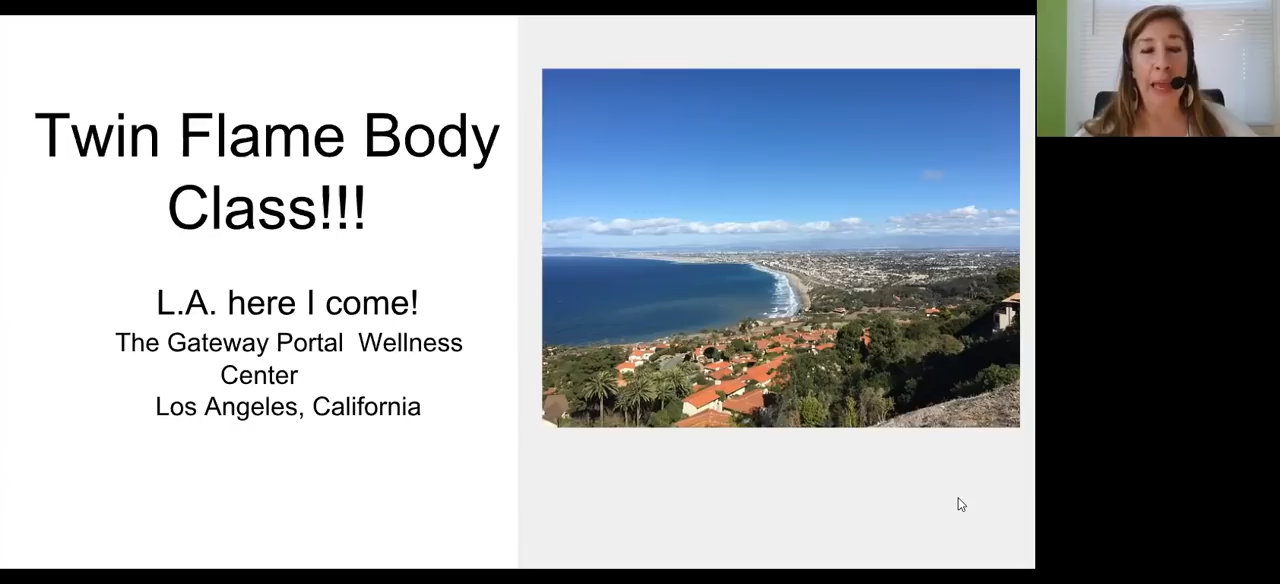 Twin Flame Body
Class!!!
L.A. here I come!
The Gateway Portal  Wellness
Center
Los Angeles, California